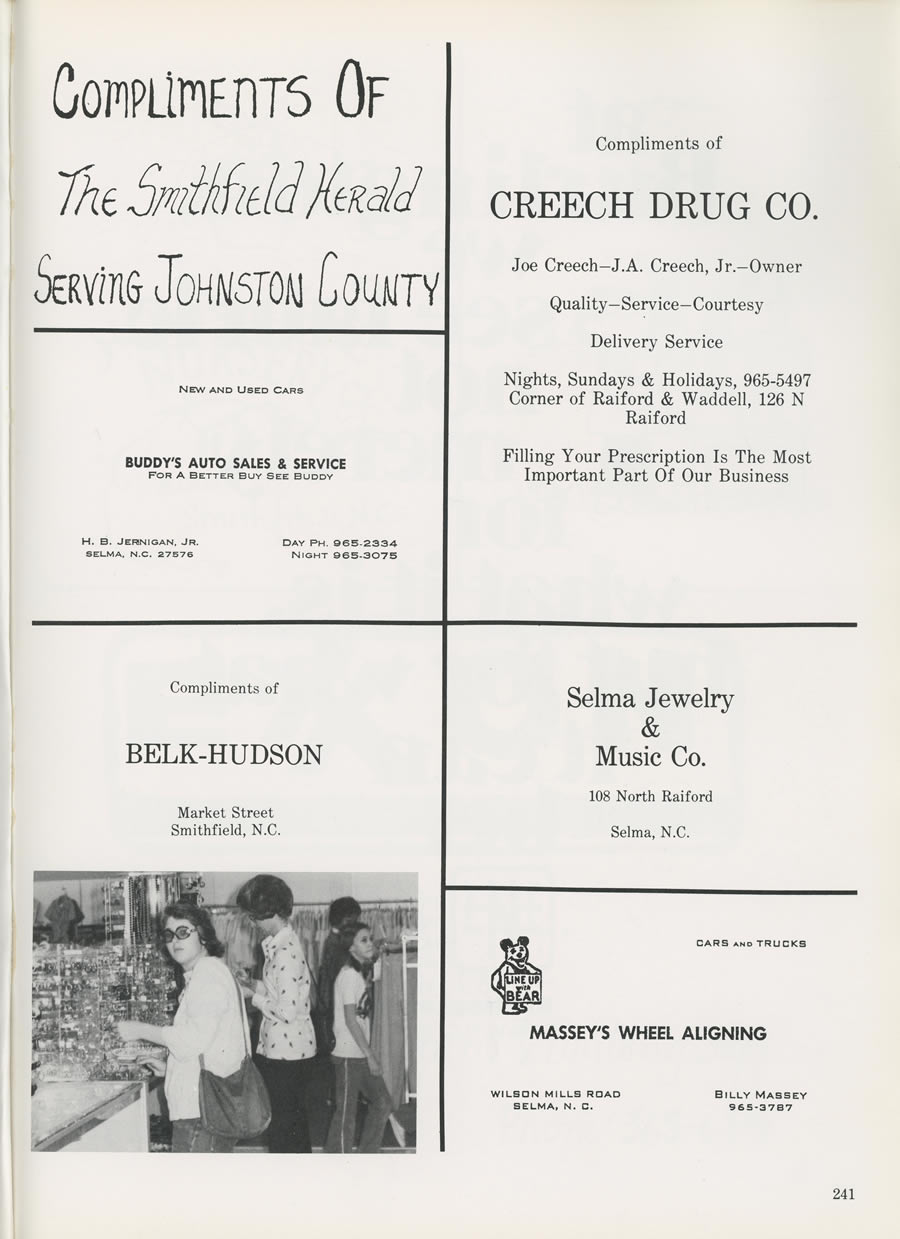 Compliments Of
The Smithfield Herald
Serving Johnston County
New and Used Cars
BUDDY'S AUTO SALES & SERVICE
For A Better Buy See Buddy
H. B. Jernigan, Jr.
Selma, N.C. 27576
Day Ph. 965-2334
Night 965-3075
Compliments of
BELK-HUDSON
Market Street
Smithfield, N.C.
Compliments of
CREECH DRUG CO.
Joe Creech—J.A. Creech, Jr.—Owner
Quality—Service—Courtesy
Delivery Service
Nights, Sundays & Holidays, 965-5497
Corner of Raiford & Waddell, 126 N
Raiford
Filling Your Prescription Is The Most
Important Part Of Our Business
Selma Jewelry
&
Music Co.
108 North Raiford
Selma, N.C.
CARS AND TRUCKS
LINE UP
WITH
BEAR
MASSEY'S WHEEL ALIGNING
WILSON MILLS ROAD
SELMA, N. C.
Billy Massey
965-3787
241